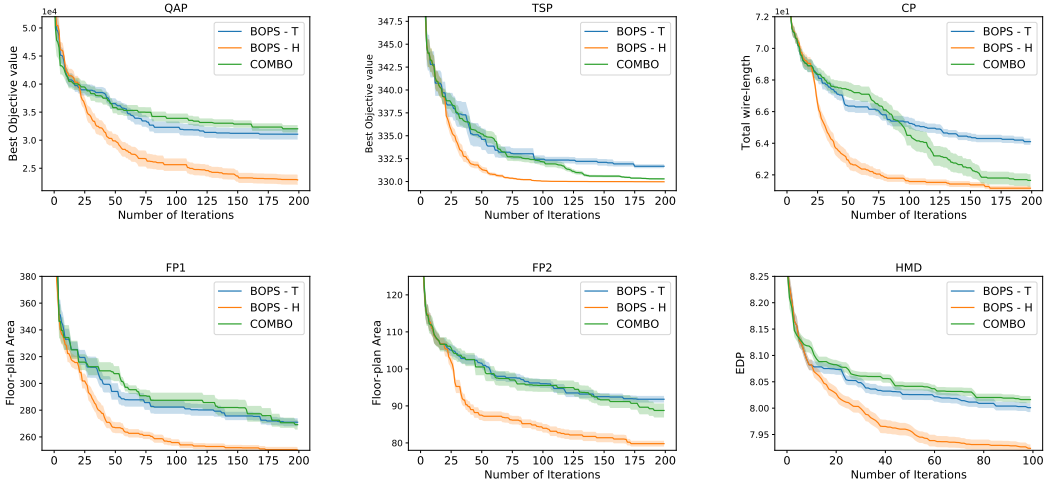 QAP
1e4
Best Objective value
5.0
4.5
4.0
3.5
3.0
2.5
0 25 50 75 100 125 150 175 200
Number of Iterations
BOPS - T
BOPS - H
COMBO
TSP
Best Objective value
347.5
345.0
342.5
340.0
337.5
335.0
332.5
330.0
0 25 50 75 100 125 150 175 200
Number of Iterations
BOPS - T
BOPS - H
COMBO
CP
1e1
Total wire-length
7.2
7.0
6.8
6.6
6.4
6.2
0 25 50 75 100 125 150 175 200
Number of Iterations
BOPS - T
BOPS - H
COMBO
FP1
Floor-plan Area
380
360
340
320
300
280
260
0 25 50 75 100 125 150 175 200
Number of Iterations
BOPS - T
BOPS - H
COMBO
FP2
Floor-plan Area
120
110
100
90
80
0 25 50 75 100 125 150 175 200
Number of Iterations
BOPS - T
BOPS - H
COMBO
HMD
EDP
8.25
8.20
8.15
8.10
8.05
8.00
7.95
0 20 40 60 80 100
Number of Iterations
BOPS - T
BOPS - H
COMBO